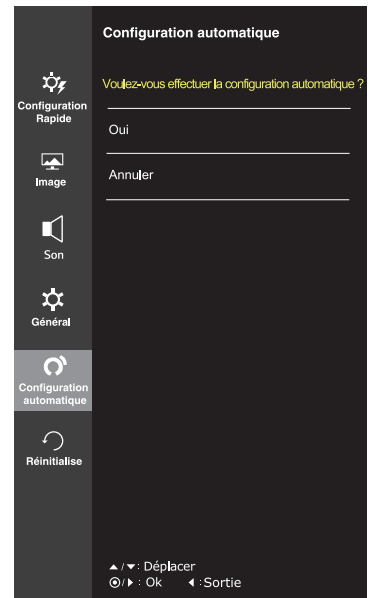 Configuration automatique
Voulez-vous effectuer la configuration automatique ?
Oui
Annuler
Configuration
Rapide
Image
Son
Général
Configuration
automatique
Réinitialise
▲/▼: Déplacer
◉/▶ : Ok ◀ :Sortie